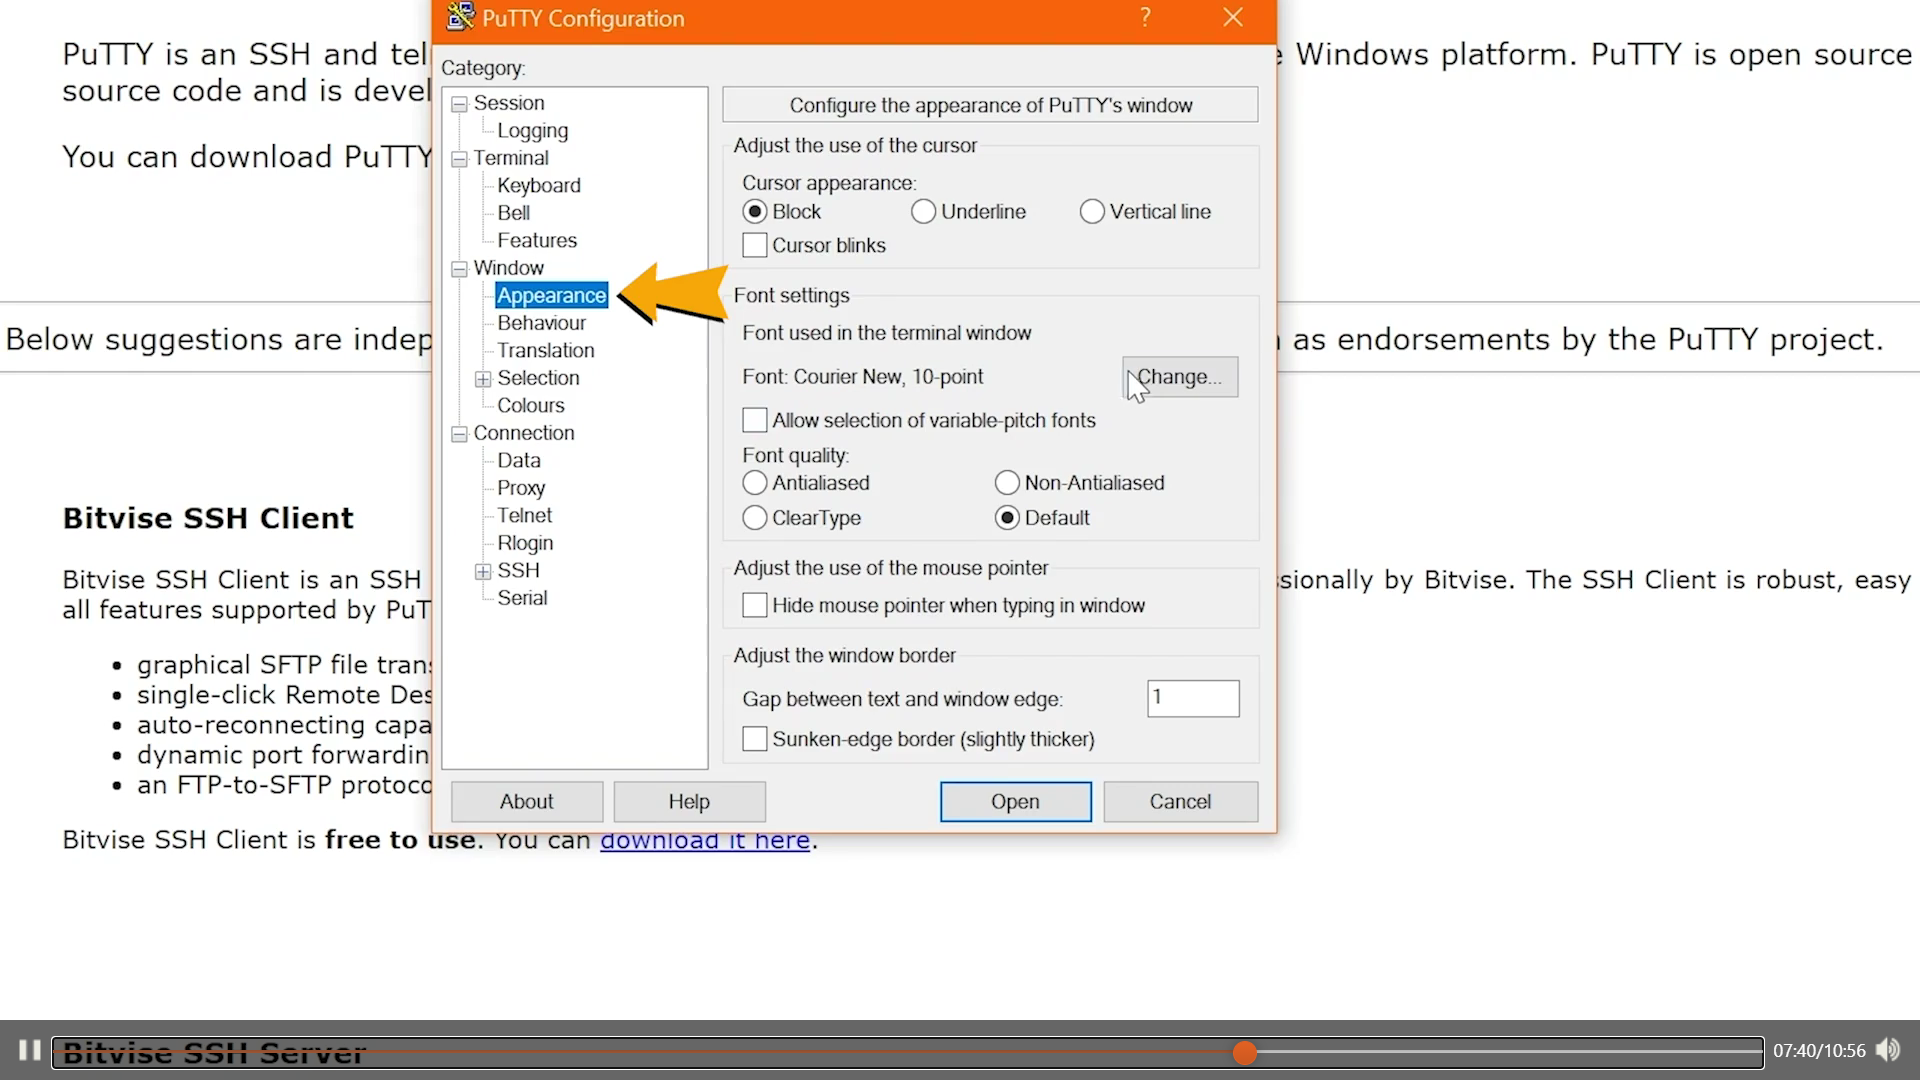 PuTTY Configuration
?
PuTTY is an SSH and tel
Windows platform. PuTTY is open source
source code and is devel
You can download PuTTY
Category:
Session
Logging
Terminal
Keyboard
Bell
Features
Window
Appearance
Behaviour
Translation
Selection
Colours
Connection
Data
Proxy
Telnet
Rlogin
SSH
Serial
Configure the appearance of PuTTY's window
Adjust the use of the cursor
Cursor appearance:
Block
Underline
Vertical line
Cursor blinks
Font settings
Font used in the terminal window
Font: Courier New, 10-point
Change...
Allow selection of variable-pitch fonts
Font quality:
Antialiased
Non-Antialiased
ClearType
Default
Adjust the use of the mouse pointer
Hide mouse pointer when typing in window
Adjust the window border
Gap between text and window edge:
1
Sunken-edge border (slightly thicker)
About
Help
Open
Cancel
Below suggestions are indep
as endorsements by the PuTTY project.
Bitvise SSH Client
Bitvise SSH Client is an SSH
sionally by Bitvise. The SSH Client is robust, easy
all features supported by PuT
• graphical SFTP file trans
• single-click Remote Des
• auto-reconnecting capa
• dynamic port forwardin
• an FTP-to-SFTP protoco
Bitvise SSH Client is free to use. You can download it here.
Bitvise SSH Server
07:40/10:56